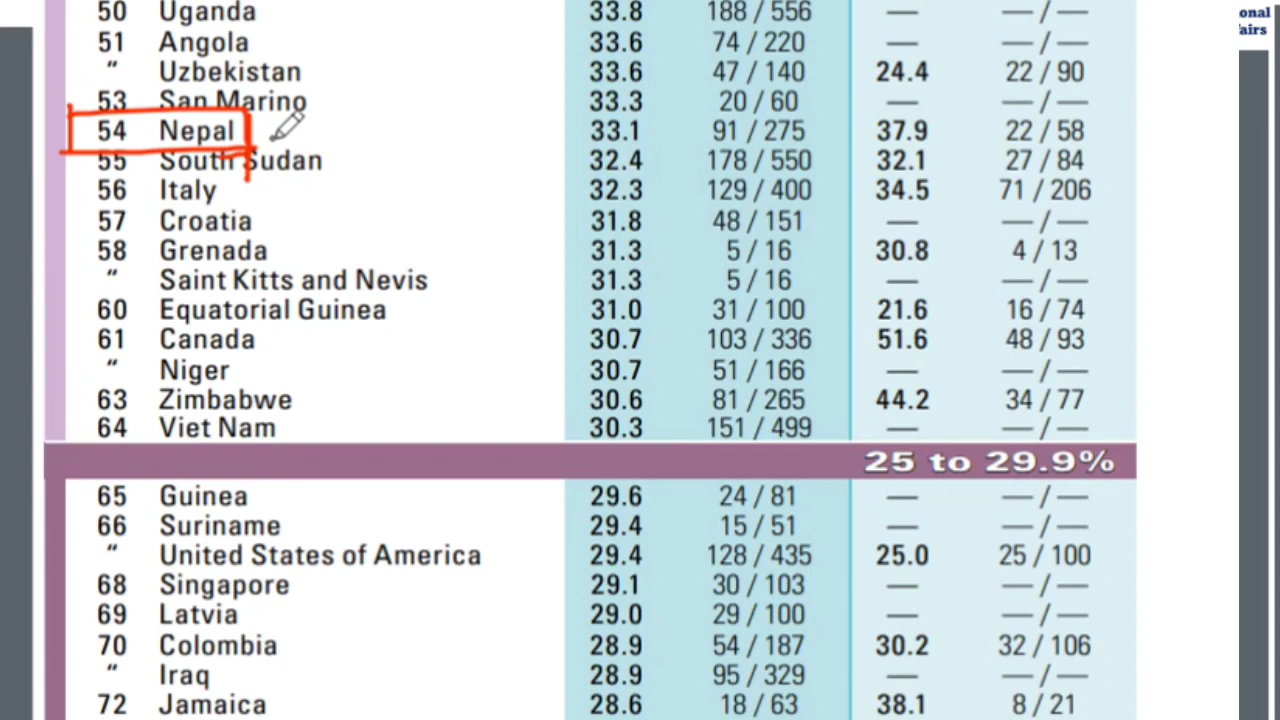 50 Uganda 33.8 188 / 556 — — / —
51 Angola 33.6 74 / 220 — — / —
" Uzbekistan 33.6 47 / 140 24.4 22 / 90
53 San Marino 33.3 20 / 60 — — / —
54 Nepal 33.1 91 / 275 37.9 22 / 58
55 South Sudan 32.4 178 / 550 32.1 27 / 84
56 Italy 32.3 129 / 400 34.5 71 / 206
57 Croatia 31.8 48 / 151 — — / —
58 Grenada 31.3 5 / 16 30.8 4 / 13
" Saint Kitts and Nevis 31.3 5 / 16 — — / —
60 Equatorial Guinea 31.0 31 / 100 21.6 16 / 74
61 Canada 30.7 103 / 336 51.6 48 / 93
" Niger 30.7 51 / 166 — — / —
63 Zimbabwe 30.6 81 / 265 44.2 34 / 77
64 Viet Nam 30.3 151 / 499 — — / —
25 to 29.9%
65 Guinea 29.6 24 / 81 — — / —
66 Suriname 29.4 15 / 51 — — / —
" United States of America 29.4 128 / 435 25.0 25 / 100
68 Singapore 29.1 30 / 103 — — / —
69 Latvia 29.0 29 / 100 — — / —
70 Colombia 28.9 54 / 187 30.2 32 / 106
" Iraq 28.9 95 / 329 — — / —
72 Jamaica 28.6 18 / 63 38.1 8 / 21
onal
fairs